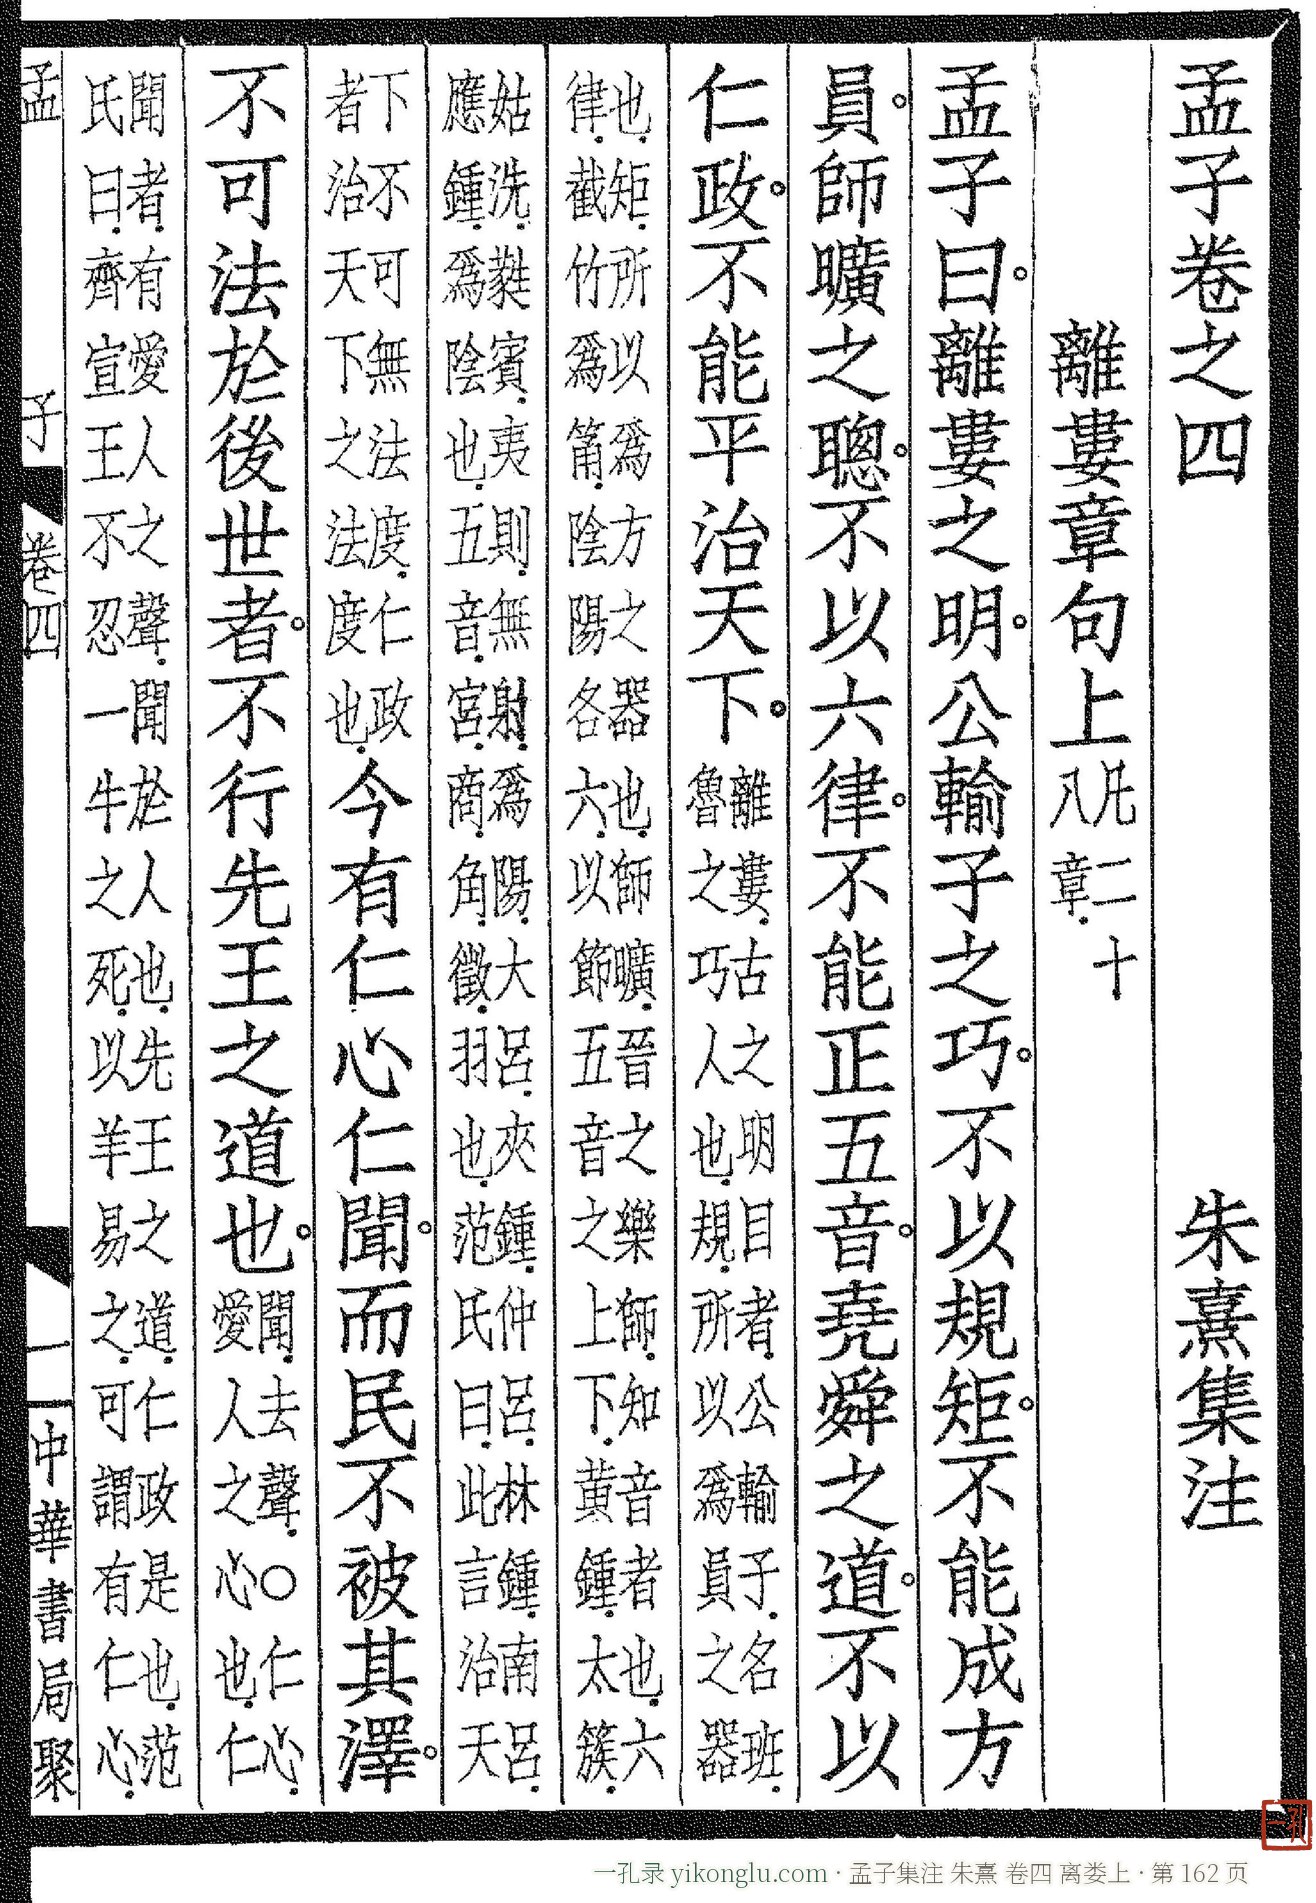 孟子卷之四　朱熹集注
離婁章句上
凡二十
八章．
孟子曰。離婁之明。公輸子之巧。不以規矩。不能成方
員。師曠之聰。不以六律。不能正五音。堯舜之道。不以
仁政。不能平治天下。
離婁．古之明目者．公輸子．名班．
魯之巧人也．規．所以爲員之器
也．矩．所以爲方之器也．師曠．晉之樂師．知音者也．六
律．截竹爲筩．陰陽各六．以節五音之上下．黃鍾．太簇．
姑洗．蕤賓．夷則．無射．爲陽．大呂．夾鍾．仲呂．林鍾．南呂．
應鍾．爲陰也．五音．宮．商．角．徵．羽也．范氏曰．此言治天
下不可無法度．仁政
者治天下之法度也．
今有仁心仁聞。而民不被其澤。
不可法於後世者。不行先王之道也。
聞．去聲．○仁心．
愛人之心也．仁
聞者．有愛人之聲．聞於人也．先王之道．仁政是也．范
氏曰．齊宣王不忍一牛之死．以羊易之．可謂有仁心．
孟　子　卷四　一　中華書局聚
一孔录 yikonglu.com · 孟子集注 朱熹 卷四 离娄上 · 第 162 页
一孔